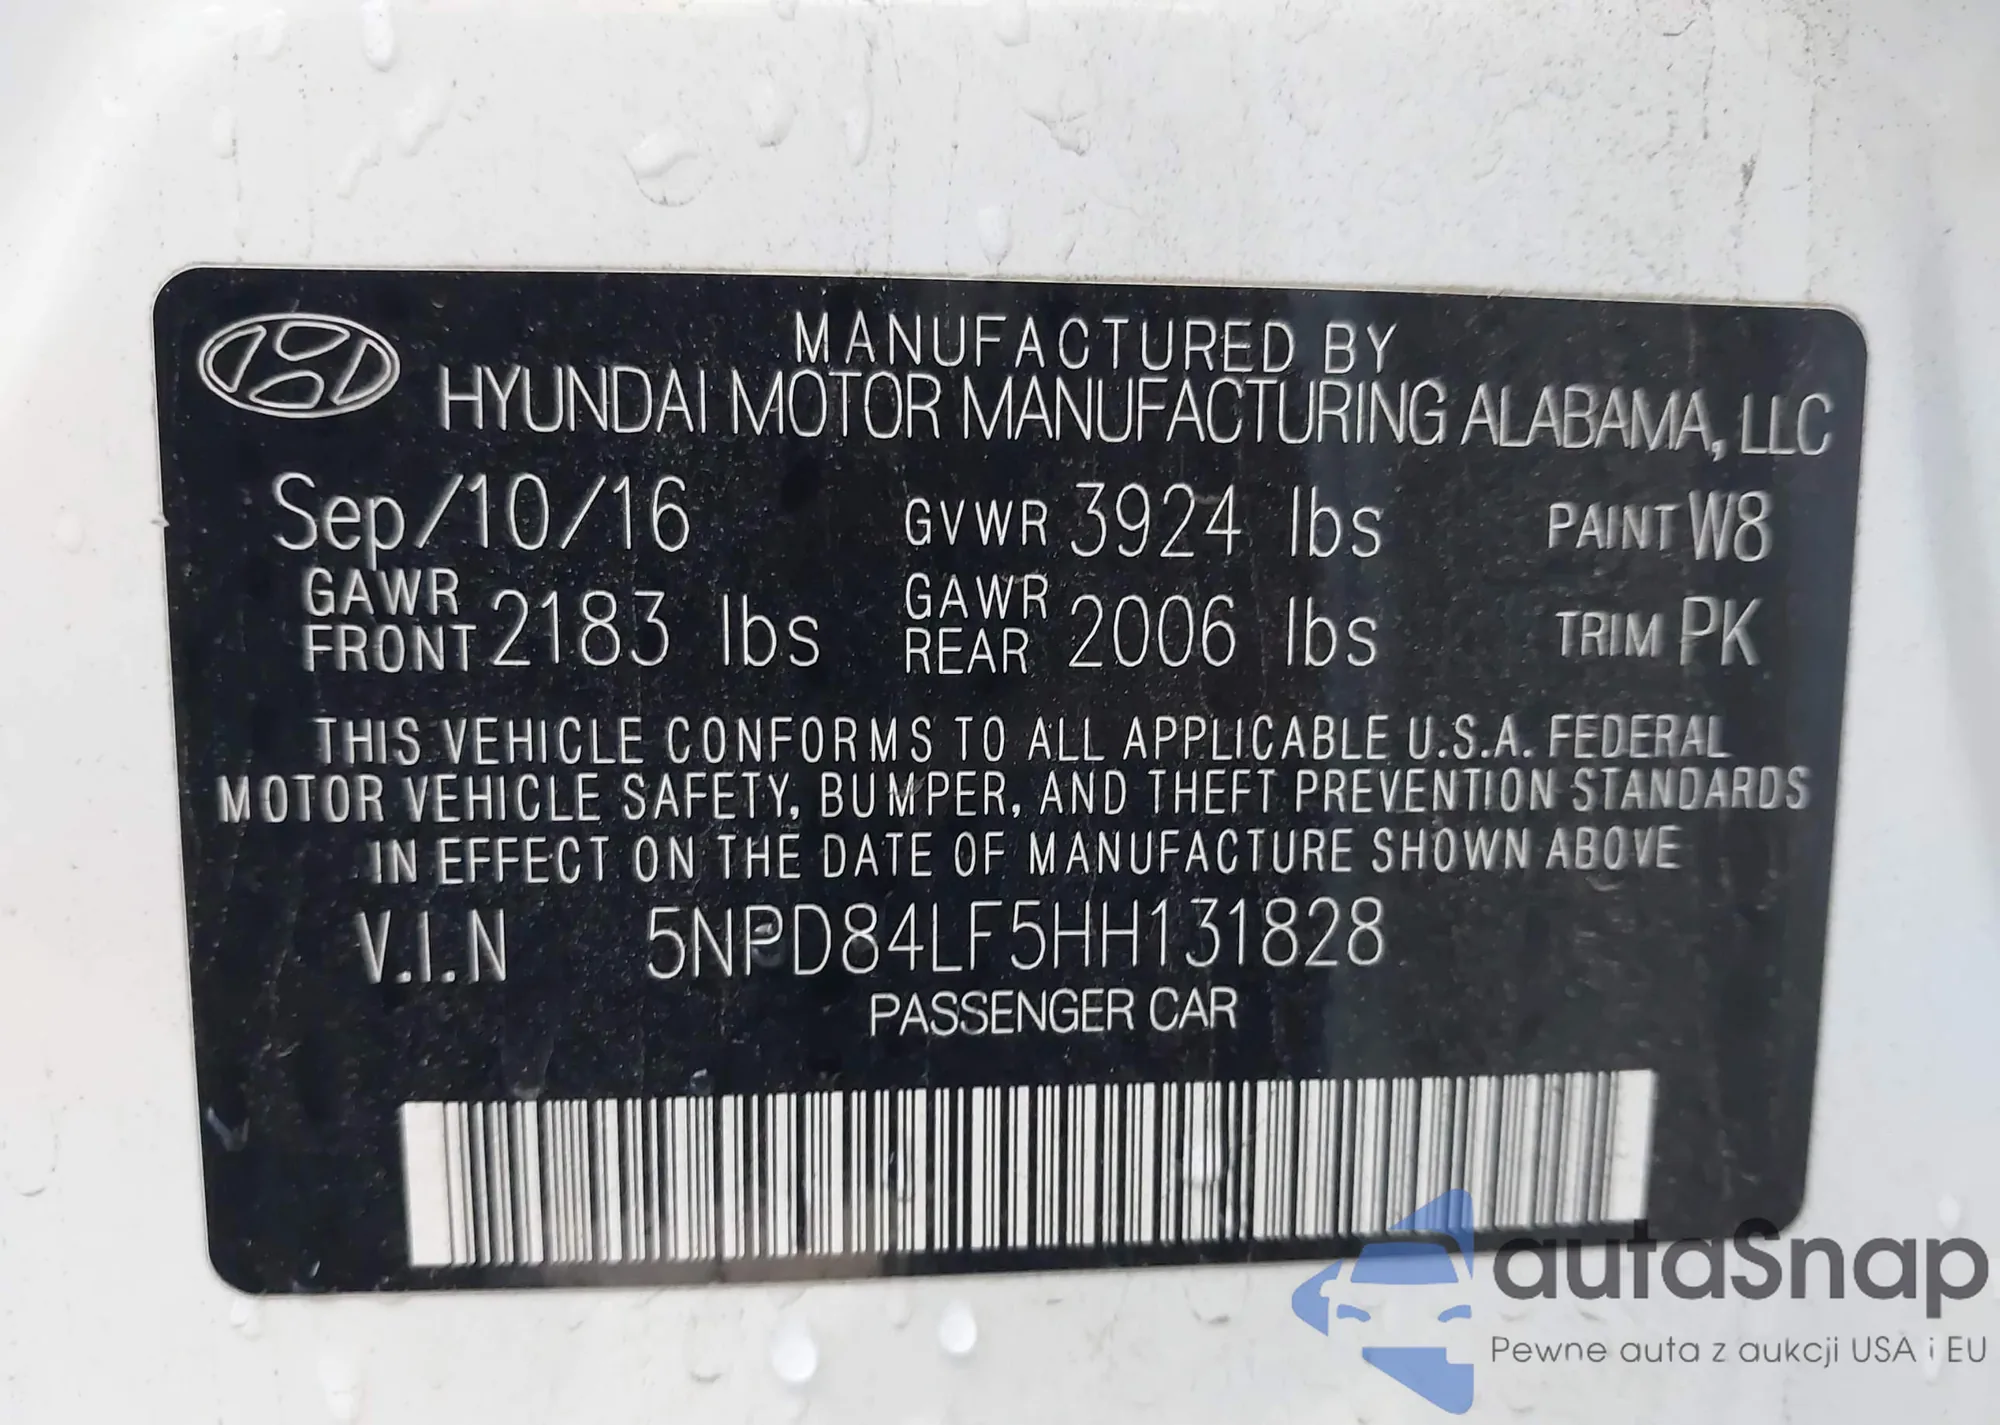 MANUFACTURED BY
HYUNDAI MOTOR MANUFACTURING ALABAMA, LLC
Sep/10/16 GVWR 3924 lbs PAINT W8
GAWR FRONT 2183 lbs GAWR REAR 2006 lbs TRIM PK
THIS VEHICLE CONFORMS TO ALL APPLICABLE U.S.A. FEDERAL
MOTOR VEHICLE SAFETY, BUMPER, AND THEFT PREVENTION STANDARDS
IN EFFECT ON THE DATE OF MANUFACTURE SHOWN ABOVE
V.I.N 5NPD84LF5HH131828
PASSENGER CAR
autaSnap
Pewne auta z aukcji USA i EU